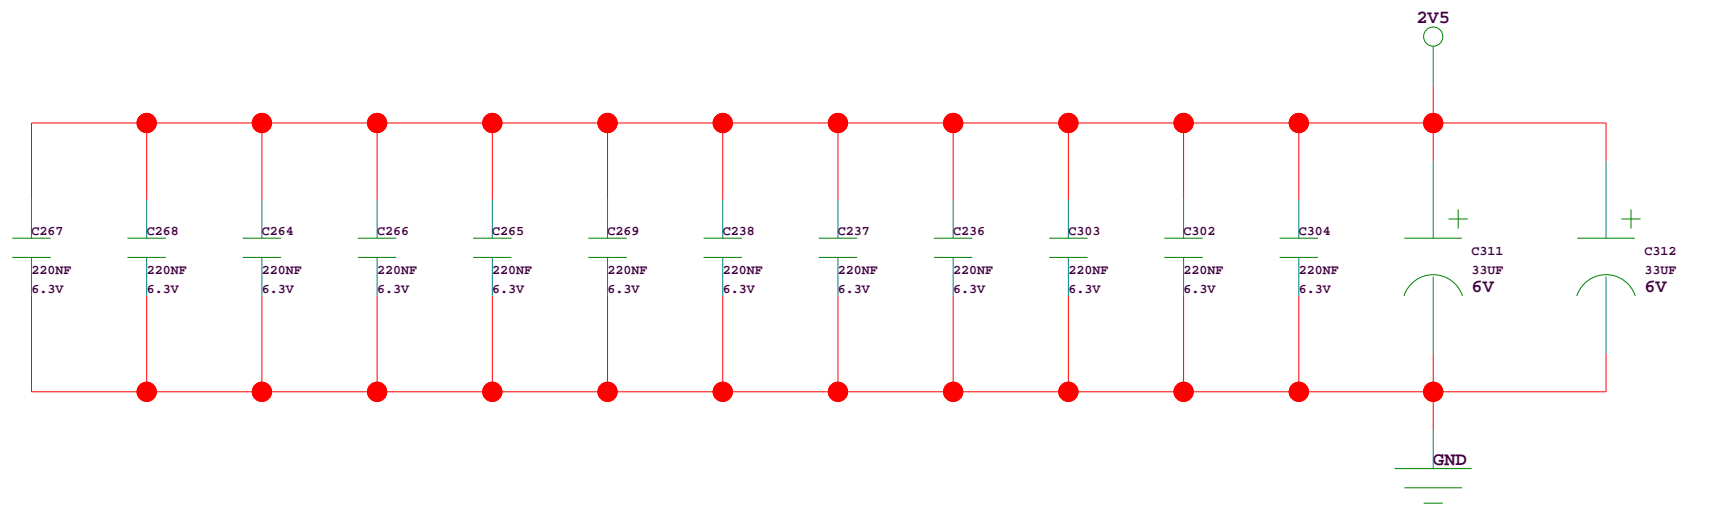 2V5
C267
C268
C264
C266
C265
C269
C238
C237
C236
C303
C302
C304
C311
C312
220NF
220NF
220NF
220NF
220NF
220NF
220NF
220NF
220NF
220NF
220NF
220NF
33UF
33UF
6.3V
6.3V
6.3V
6.3V
6.3V
6.3V
6.3V
6.3V
6.3V
6.3V
6.3V
6.3V
6V
6V
GND